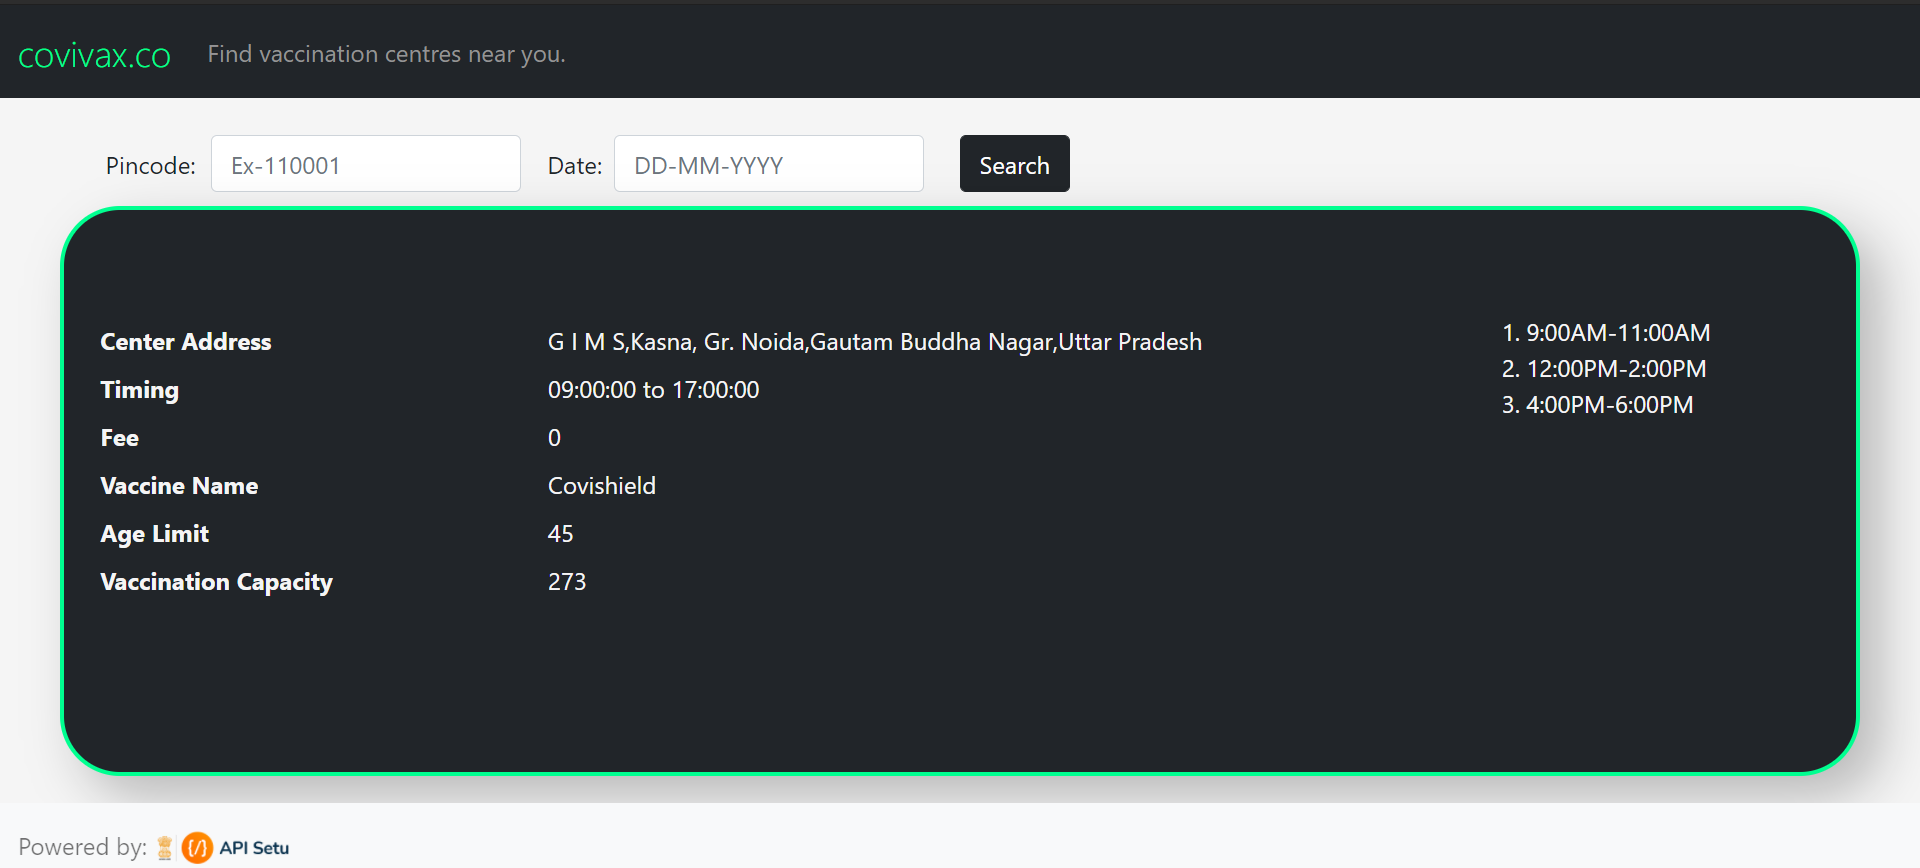 covivax.co Find vaccination centres near you.
Pincode: Ex-110001 Date: DD-MM-YYYY Search
Center Address G I M S,Kasna, Gr. Noida,Gautam Buddha Nagar,Uttar Pradesh
Timing 09:00:00 to 17:00:00
Fee 0
Vaccine Name Covishield
Age Limit 45
Vaccination Capacity 273
1. 9:00AM-11:00AM
2. 12:00PM-2:00PM
3. 4:00PM-6:00PM
Powered by: {/} API Setu